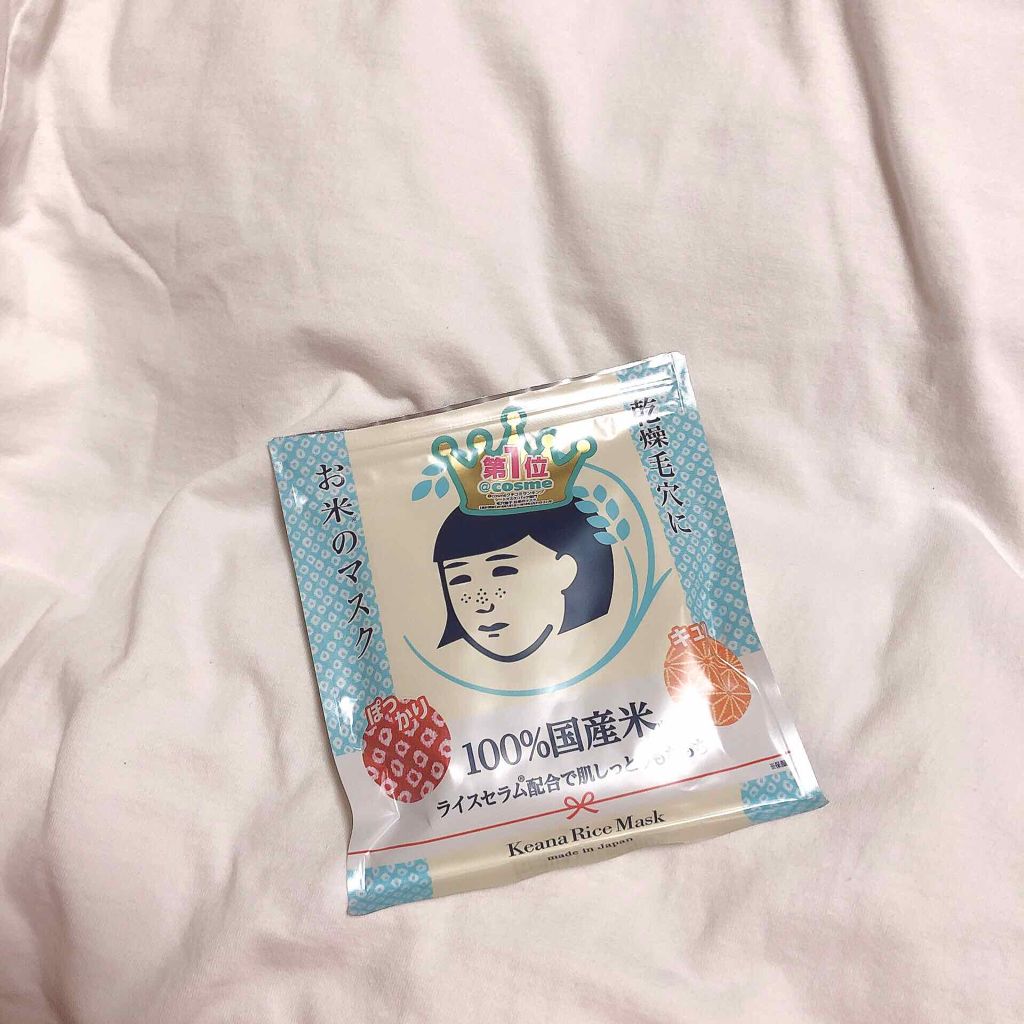 乾燥毛穴に
お米のマスク
第1位
@cosme
ぽっかり
キュ
100%国産米
ライスセラム®配合で肌しっとり
Keana Rice Mask
made in Japan